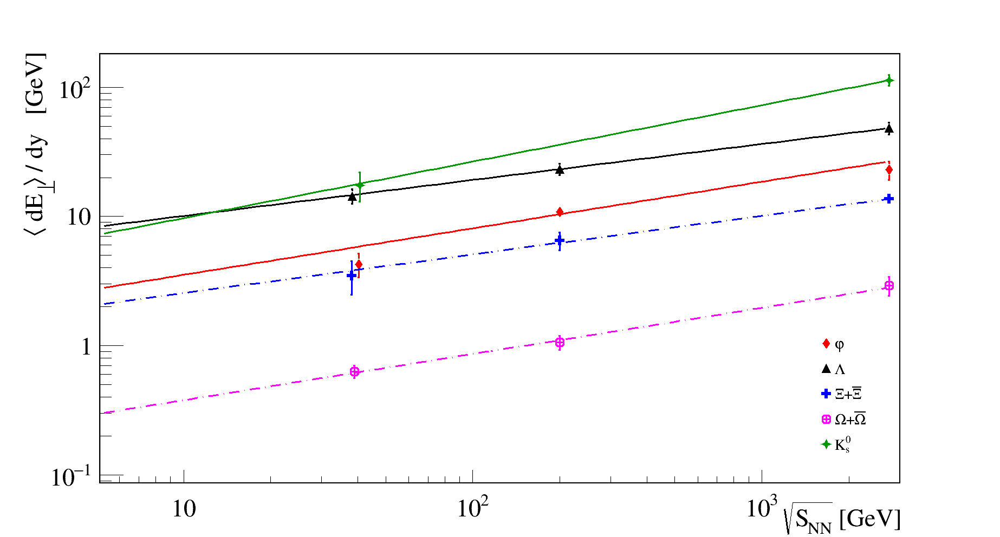 ⟨ dE⊥⟩ / dy [GeV]
10²
10
1
10⁻¹
10
10²
10³
√S_NN [GeV]
φ
Λ
Ξ+Ξ̅
Ω+Ω̅
K⁰ₛ